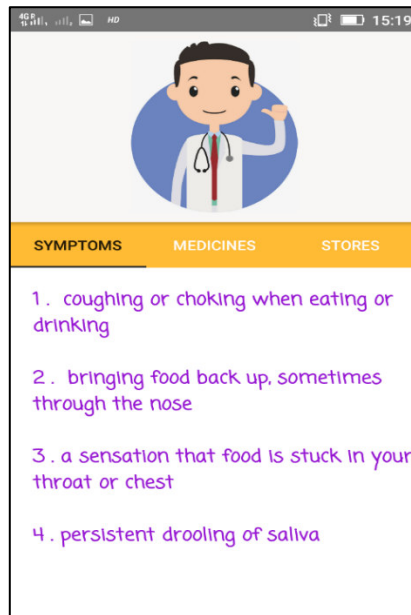 4G R HD 15:19
SYMPTOMS MEDICINES STORES
1. coughing or choking when eating or
drinking
2. bringing food back up, sometimes
through the nose
3. a sensation that food is stuck in your
throat or chest
4. persistent drooling of saliva